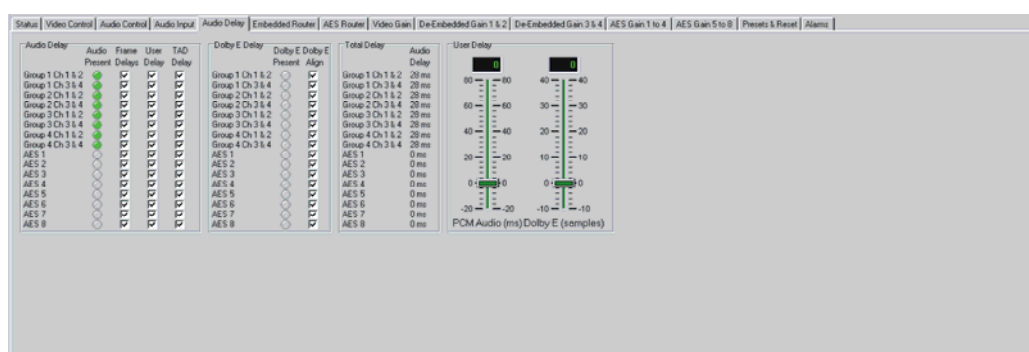 Status Video Control Audio Control Audio Input Audio Delay Embedded Router AES Router Video Gain De-Embedded Gain 1 & 2 De-Embedded Gain 3 & 4 AES Gain 1 to 4 AES Gain 5 to 8 Presets & Reset Alarms
Audio Delay
Audio Present Frame Delays User Delay TAD Delay
Group 1 Ch 1 & 2
Group 1 Ch 3 & 4
Group 2 Ch 1 & 2
Group 2 Ch 3 & 4
Group 3 Ch 1 & 2
Group 3 Ch 3 & 4
Group 4 Ch 1 & 2
Group 4 Ch 3 & 4
AES 1
AES 2
AES 3
AES 4
AES 5
AES 6
AES 7
AES 8
Dolby E Delay
Dolby E Present Dolby E Align
Group 1 Ch 1 & 2
Group 1 Ch 3 & 4
Group 2 Ch 1 & 2
Group 2 Ch 3 & 4
Group 3 Ch 1 & 2
Group 3 Ch 3 & 4
Group 4 Ch 1 & 2
Group 4 Ch 3 & 4
AES 1
AES 2
AES 3
AES 4
AES 5
AES 6
AES 7
AES 8
Total Delay
Audio Delay
Group 1 Ch 1 & 2 28 ms
Group 1 Ch 3 & 4 28 ms
Group 2 Ch 1 & 2 28 ms
Group 2 Ch 3 & 4 28 ms
Group 3 Ch 1 & 2 28 ms
Group 3 Ch 3 & 4 28 ms
Group 4 Ch 1 & 2 28 ms
Group 4 Ch 3 & 4 28 ms
AES 1 0 ms
AES 2 0 ms
AES 3 0 ms
AES 4 0 ms
AES 5 0 ms
AES 6 0 ms
AES 7 0 ms
AES 8 0 ms
User Delay
0 0
80 80 40 40
60 60 30 30
40 40 20 20
20 20 10 10
0 0 0 0
-20 -20 -10 -10
PCM Audio (ms) Dolby E (samples)